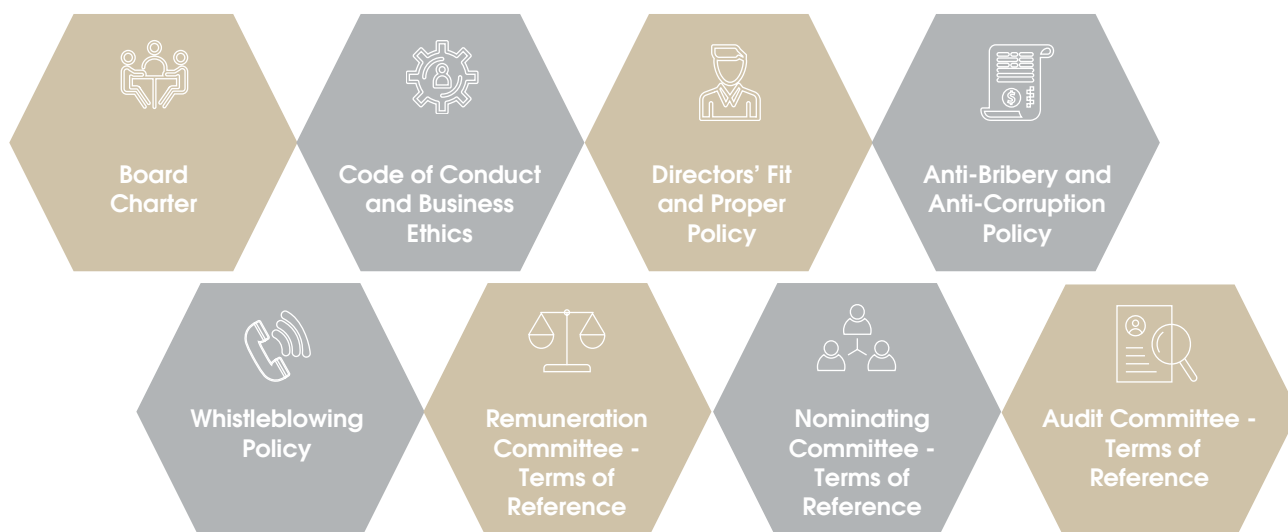 Board
Charter
Code of Conduct
and Business
Ethics
Directors’ Fit
and Proper
Policy
Anti-Bribery and
Anti-Corruption
Policy
Whistleblowing
Policy
Remuneration
Committee -
Terms of
Reference
Nominating
Committee -
Terms of
Reference
Audit Committee -
Terms of
Reference